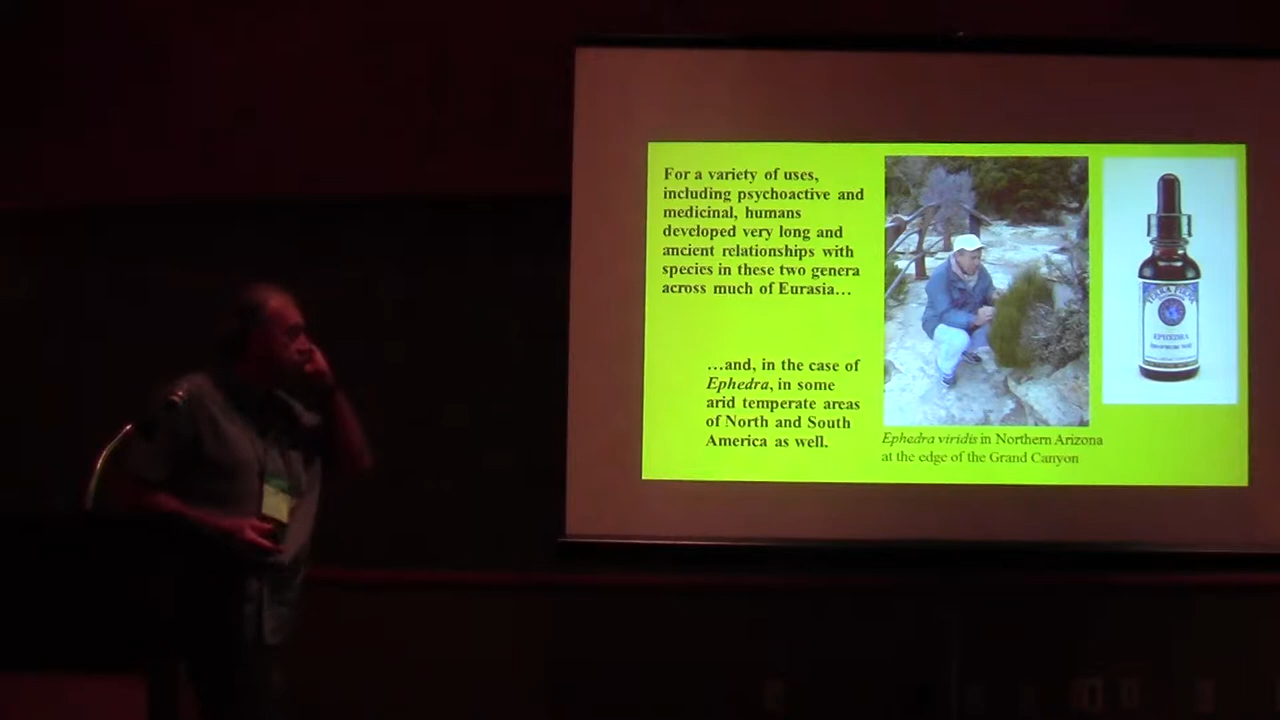 For a variety of uses,
including psychoactive and
medicinal, humans
developed very long and
ancient relationships with
species in these two genera
across much of Eurasia…
…and, in the case of
Ephedra, in some
arid temperate areas
of North and South
America as well.
Ephedra viridis in Northern Arizona
at the edge of the Grand Canyon
EPHEDRA